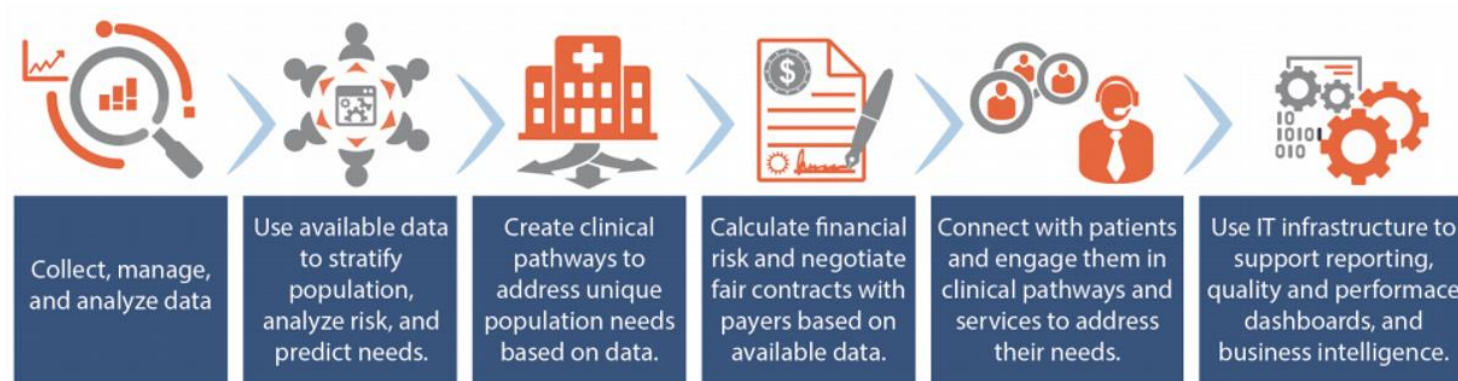 10
10101
010
Collect, manage,
and analyze data
Use available data
to stratify
population,
analyze risk, and
predict needs.
Create clinical
pathways to
address unique
population needs
based on data.
Calculate financial
risk and negotiate
fair contracts with
payers based on
available data.
Connect with patients
and engage them in
clinical pathways and
services to address
their needs.
Use IT infrastructure to
support reporting,
quality and performace
dashboards, and
business intelligence.